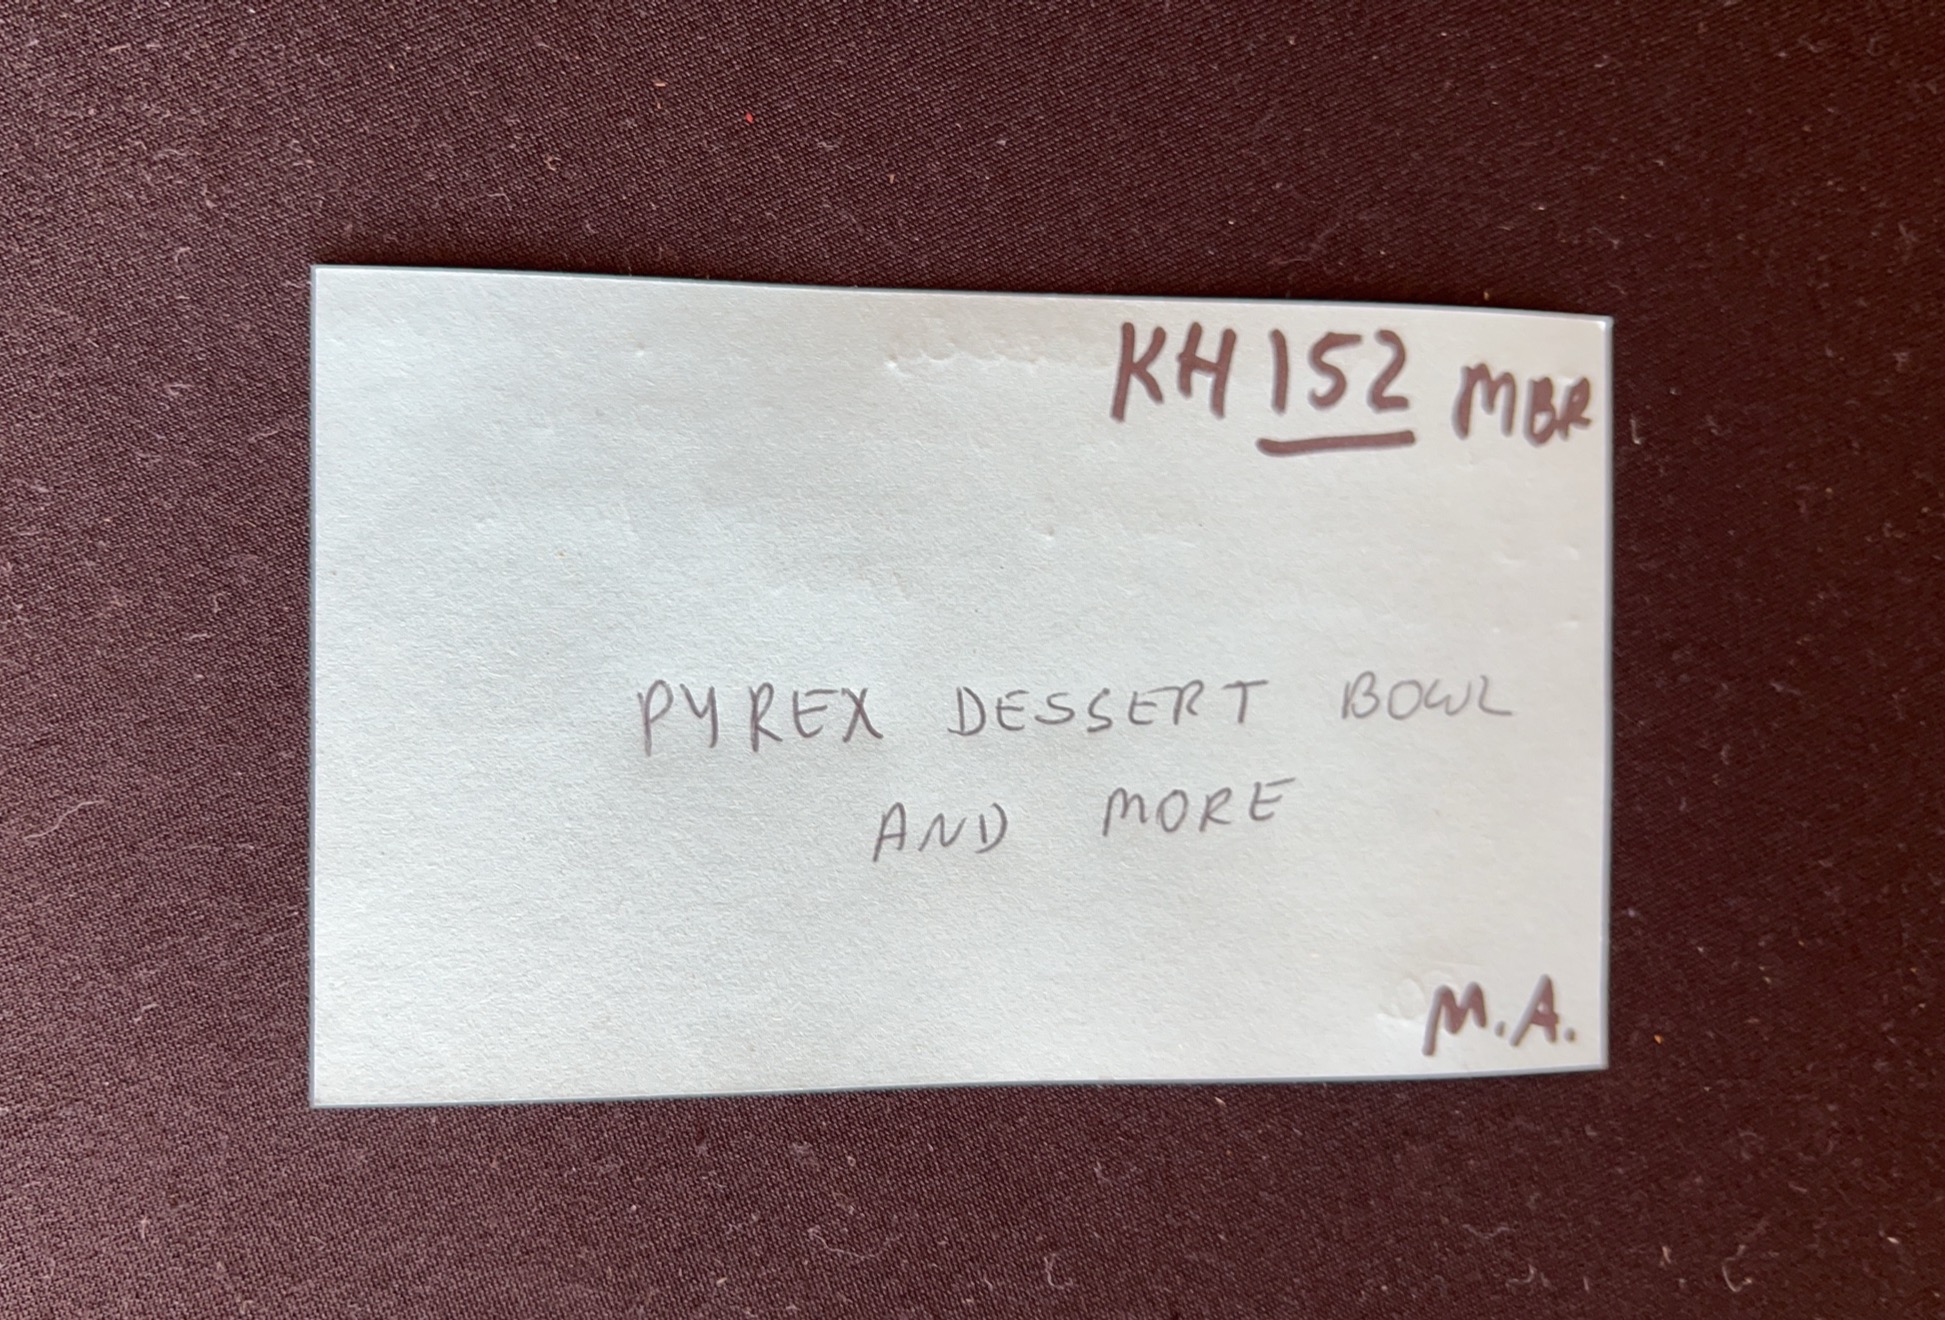 KH 152 MBR
PYREX DESSERT BOWL
AND MORE
M.A.